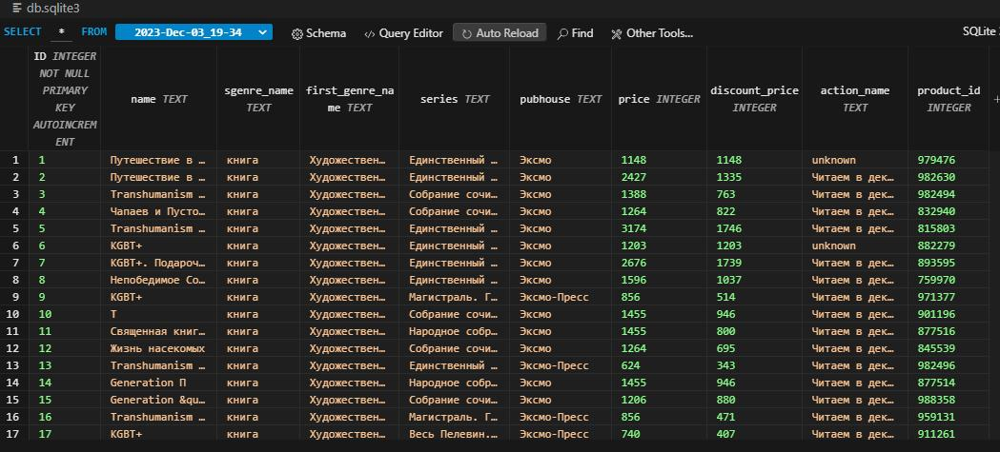 db.sqlite3
SELECT * FROM 2023-Dec-03_19-34 Schema </> Query Editor Auto Reload Find Other Tools... SQLite
ID INTEGER NOT NULL PRIMARY KEY AUTOINCREMENT name TEXT sgenre_name TEXT first_genre_name TEXT series TEXT pubhouse TEXT price INTEGER discount_price INTEGER action_name TEXT product_id INTEGER +
1 1 Путешествие в … книга Художествен… Единственный … Эксмо 1148 1148 unknown 979476
2 2 Путешествие в … книга Художествен… Единственный … Эксмо 2427 1335 Читаем в дек… 982630
3 3 Transhumanism … книга Художествен… Собрание сочи… Эксмо 1388 763 Читаем в дек… 982494
4 4 Чапаев и Пусто… книга Художествен… Собрание сочи… Эксмо 1264 822 Читаем в дек… 832940
5 5 Transhumanism … книга Художествен… Единственный … Эксмо 3174 1746 Читаем в дек… 815803
6 6 KGBT+ книга Художествен… Единственный … Эксмо 1203 1203 unknown 882279
7 7 KGBT+. Подароч… книга Художествен… Единственный … Эксмо 2676 1739 Читаем в дек… 893595
8 8 Непобедимое Со… книга Художествен… Единственный … Эксмо 1596 1037 Читаем в дек… 759970
9 9 KGBT+ книга Художествен… Магистраль. Г… Эксмо-Пресс 856 514 Читаем в дек… 971377
10 10 Т книга Художествен… Собрание сочи… Эксмо 1455 946 Читаем в дек… 901196
11 11 Священная книг… книга Художествен… Народное собр… Эксмо 1455 800 Читаем в дек… 877516
12 12 Жизнь насекомых книга Художествен… Собрание сочи… Эксмо 1264 695 Читаем в дек… 845539
13 13 Transhumanism … книга Художествен… Единственный … Эксмо-Пресс 624 343 Читаем в дек… 982496
14 14 Generation П книга Художествен… Народное собр… Эксмо 1455 946 Читаем в дек… 877514
15 15 Generation &qu… книга Художествен… Собрание сочи… Эксмо 1206 880 Читаем в дек… 988358
16 16 Transhumanism … книга Художествен… Магистраль. Г… Эксмо-Пресс 856 471 Читаем в дек… 959131
17 17 KGBT+ книга Художествен… Весь Пелевин.… Эксмо-Пресс 740 407 Читаем в дек… 911261